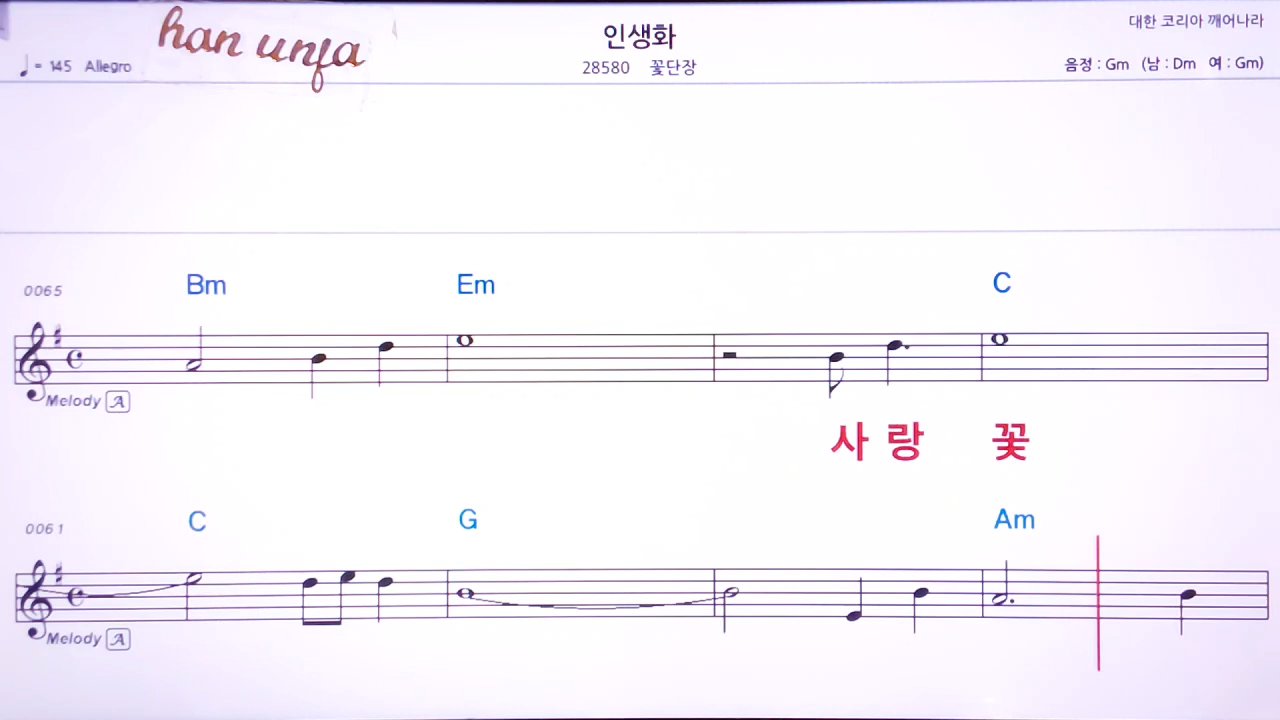 han unfa
인생화
대한 코리아 깨어나라
♩= 145 Allegro
28580 꽃단장
음정 : Gm (남 : Dm 여 : Gm)
0065
Bm Em C
Melody A
사 랑 꽃
0061
C G Am
Melody A